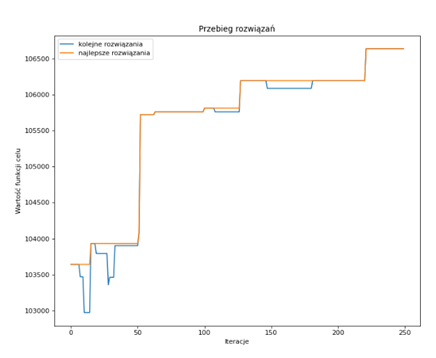 Przebieg rozwiązań
kolejne rozwiązania
najlepsze rozwiązania
106500
106000
105500
105000
104500
104000
103500
103000
Wartość funkcji celu
0 50 100 150 200 250
Iteracje